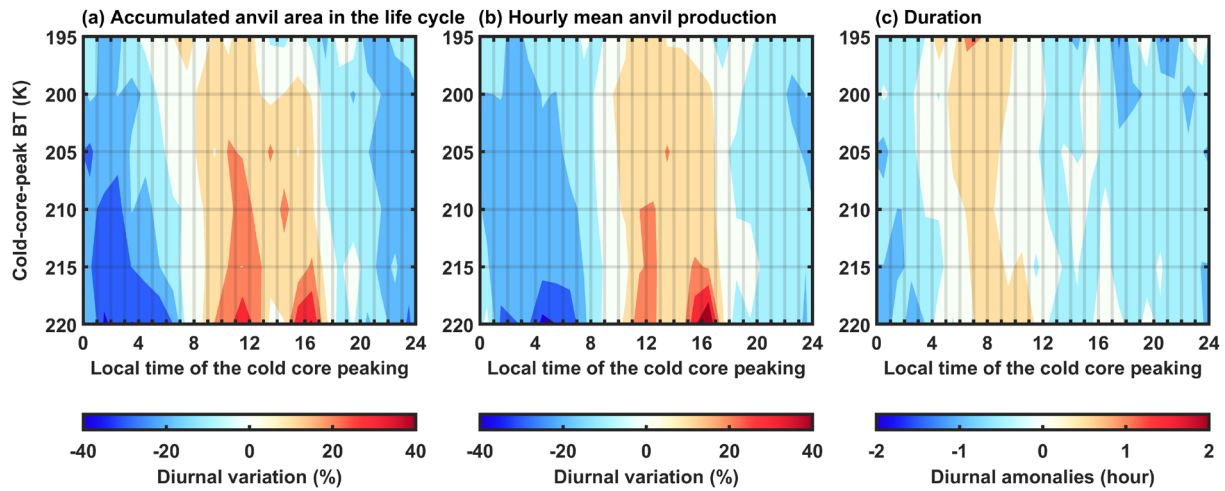 (a) Accumulated anvil area in the life cycle
(b) Hourly mean anvil production
(c) Duration
Cold-core-peak BT (K)
195
200
205
210
215
220
0 4 8 12 16 20 24
Local time of the cold core peaking
195
200
205
210
215
220
0 4 8 12 16 20 24
Local time of the cold core peaking
195
200
205
210
215
220
0 4 8 12 16 20 24
Local time of the cold core peaking
-40 -20 0 20 40
Diurnal variation (%)
-40 -20 0 20 40
Diurnal variation (%)
-2 -1 0 1 2
Diurnal amonalies (hour)